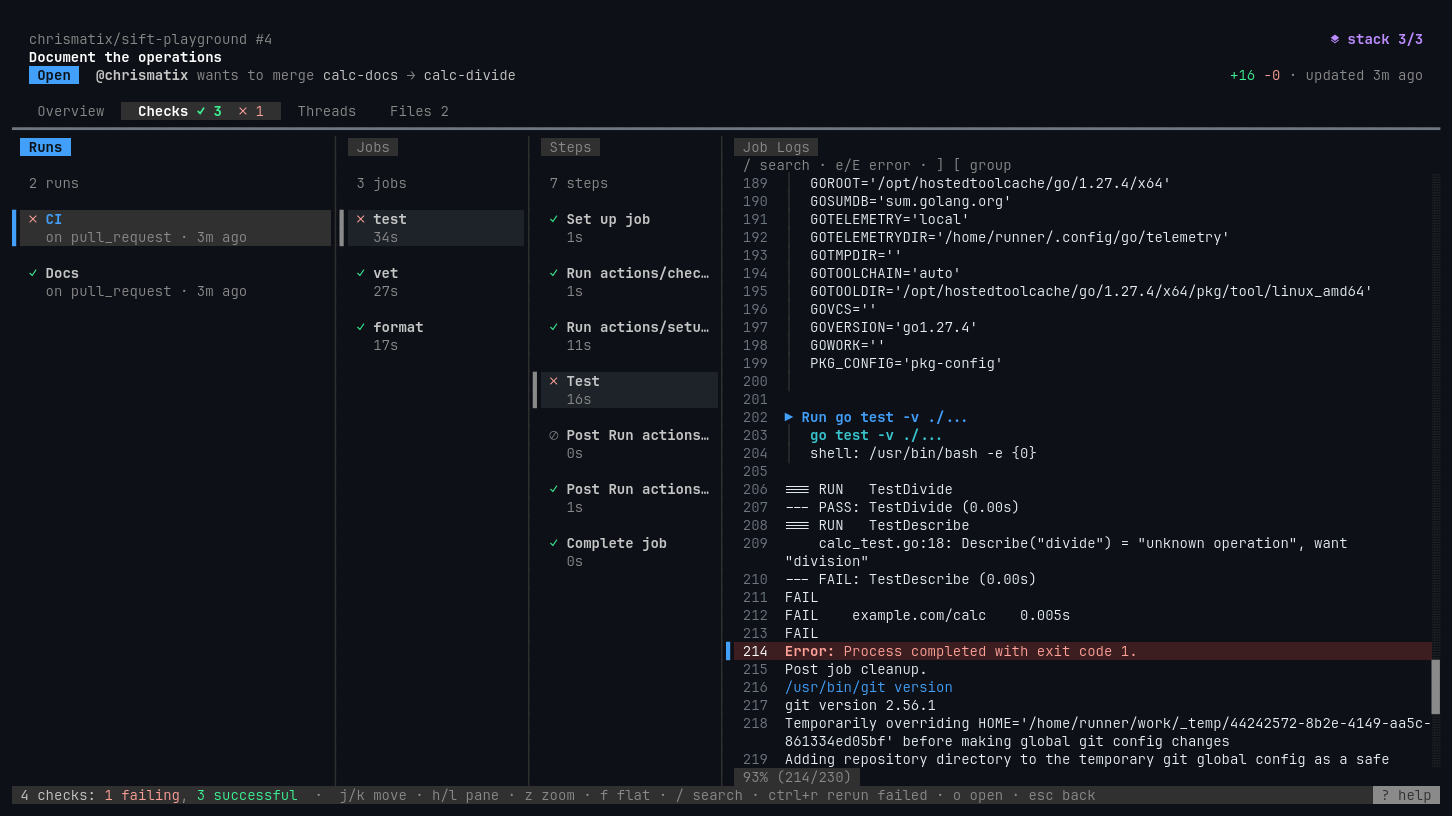 chrismatix/sift-playground #4
stack 3/3
Document the operations
Open @chrismatix wants to merge calc-docs → calc-divide
+16 -0 · updated 3m ago
Overview Checks ✓ 3 ✕ 1 Threads Files 2
Runs
2 runs
✕ CI
on pull_request · 3m ago
✓ Docs
on pull_request · 3m ago
Jobs
3 jobs
✕ test
34s
✓ vet
27s
✓ format
17s
Steps
7 steps
✓ Set up job
1s
✓ Run actions/chec…
1s
✓ Run actions/setu…
11s
✕ Test
16s
⊘ Post Run actions…
0s
✓ Post Run actions…
1s
✓ Complete job
0s
Job Logs
/ search · e/E error · ] [ group
189 │ GOROOT='/opt/hostedtoolcache/go/1.27.4/x64'
190 │ GOSUMDB='sum.golang.org'
191 │ GOTELEMETRY='local'
192 │ GOTELEMETRYDIR='/home/runner/.config/go/telemetry'
193 │ GOTMPDIR=''
194 │ GOTOOLCHAIN='auto'
195 │ GOTOOLDIR='/opt/hostedtoolcache/go/1.27.4/x64/pkg/tool/linux_amd64'
196 │ GOVCS=''
197 │ GOVERSION='go1.27.4'
198 │ GOWORK=''
199 │ PKG_CONFIG='pkg-config'
200 │
201
202 ▶ Run go test -v ./...
203 │ go test -v ./...
204 │ shell: /usr/bin/bash -e {0}
205
206 === RUN   TestDivide
207 --- PASS: TestDivide (0.00s)
208 === RUN   TestDescribe
209     calc_test.go:18: Describe("divide") = "unknown operation", want
"division"
210 --- FAIL: TestDescribe (0.00s)
211 FAIL
212 FAIL    example.com/calc    0.005s
213 FAIL
214 Error: Process completed with exit code 1.
215 Post job cleanup.
216 /usr/bin/git version
217 git version 2.56.1
218 Temporarily overriding HOME='/home/runner/work/_temp/44242572-8b2e-4149-aa5c-
861334ed05bf' before making global git config changes
219 Adding repository directory to the temporary git global config as a safe
93% (214/230)
4 checks: 1 failing, 3 successful · j/k move · h/l pane · z zoom · f flat · / search · ctrl+r rerun failed · o open · esc back
? help